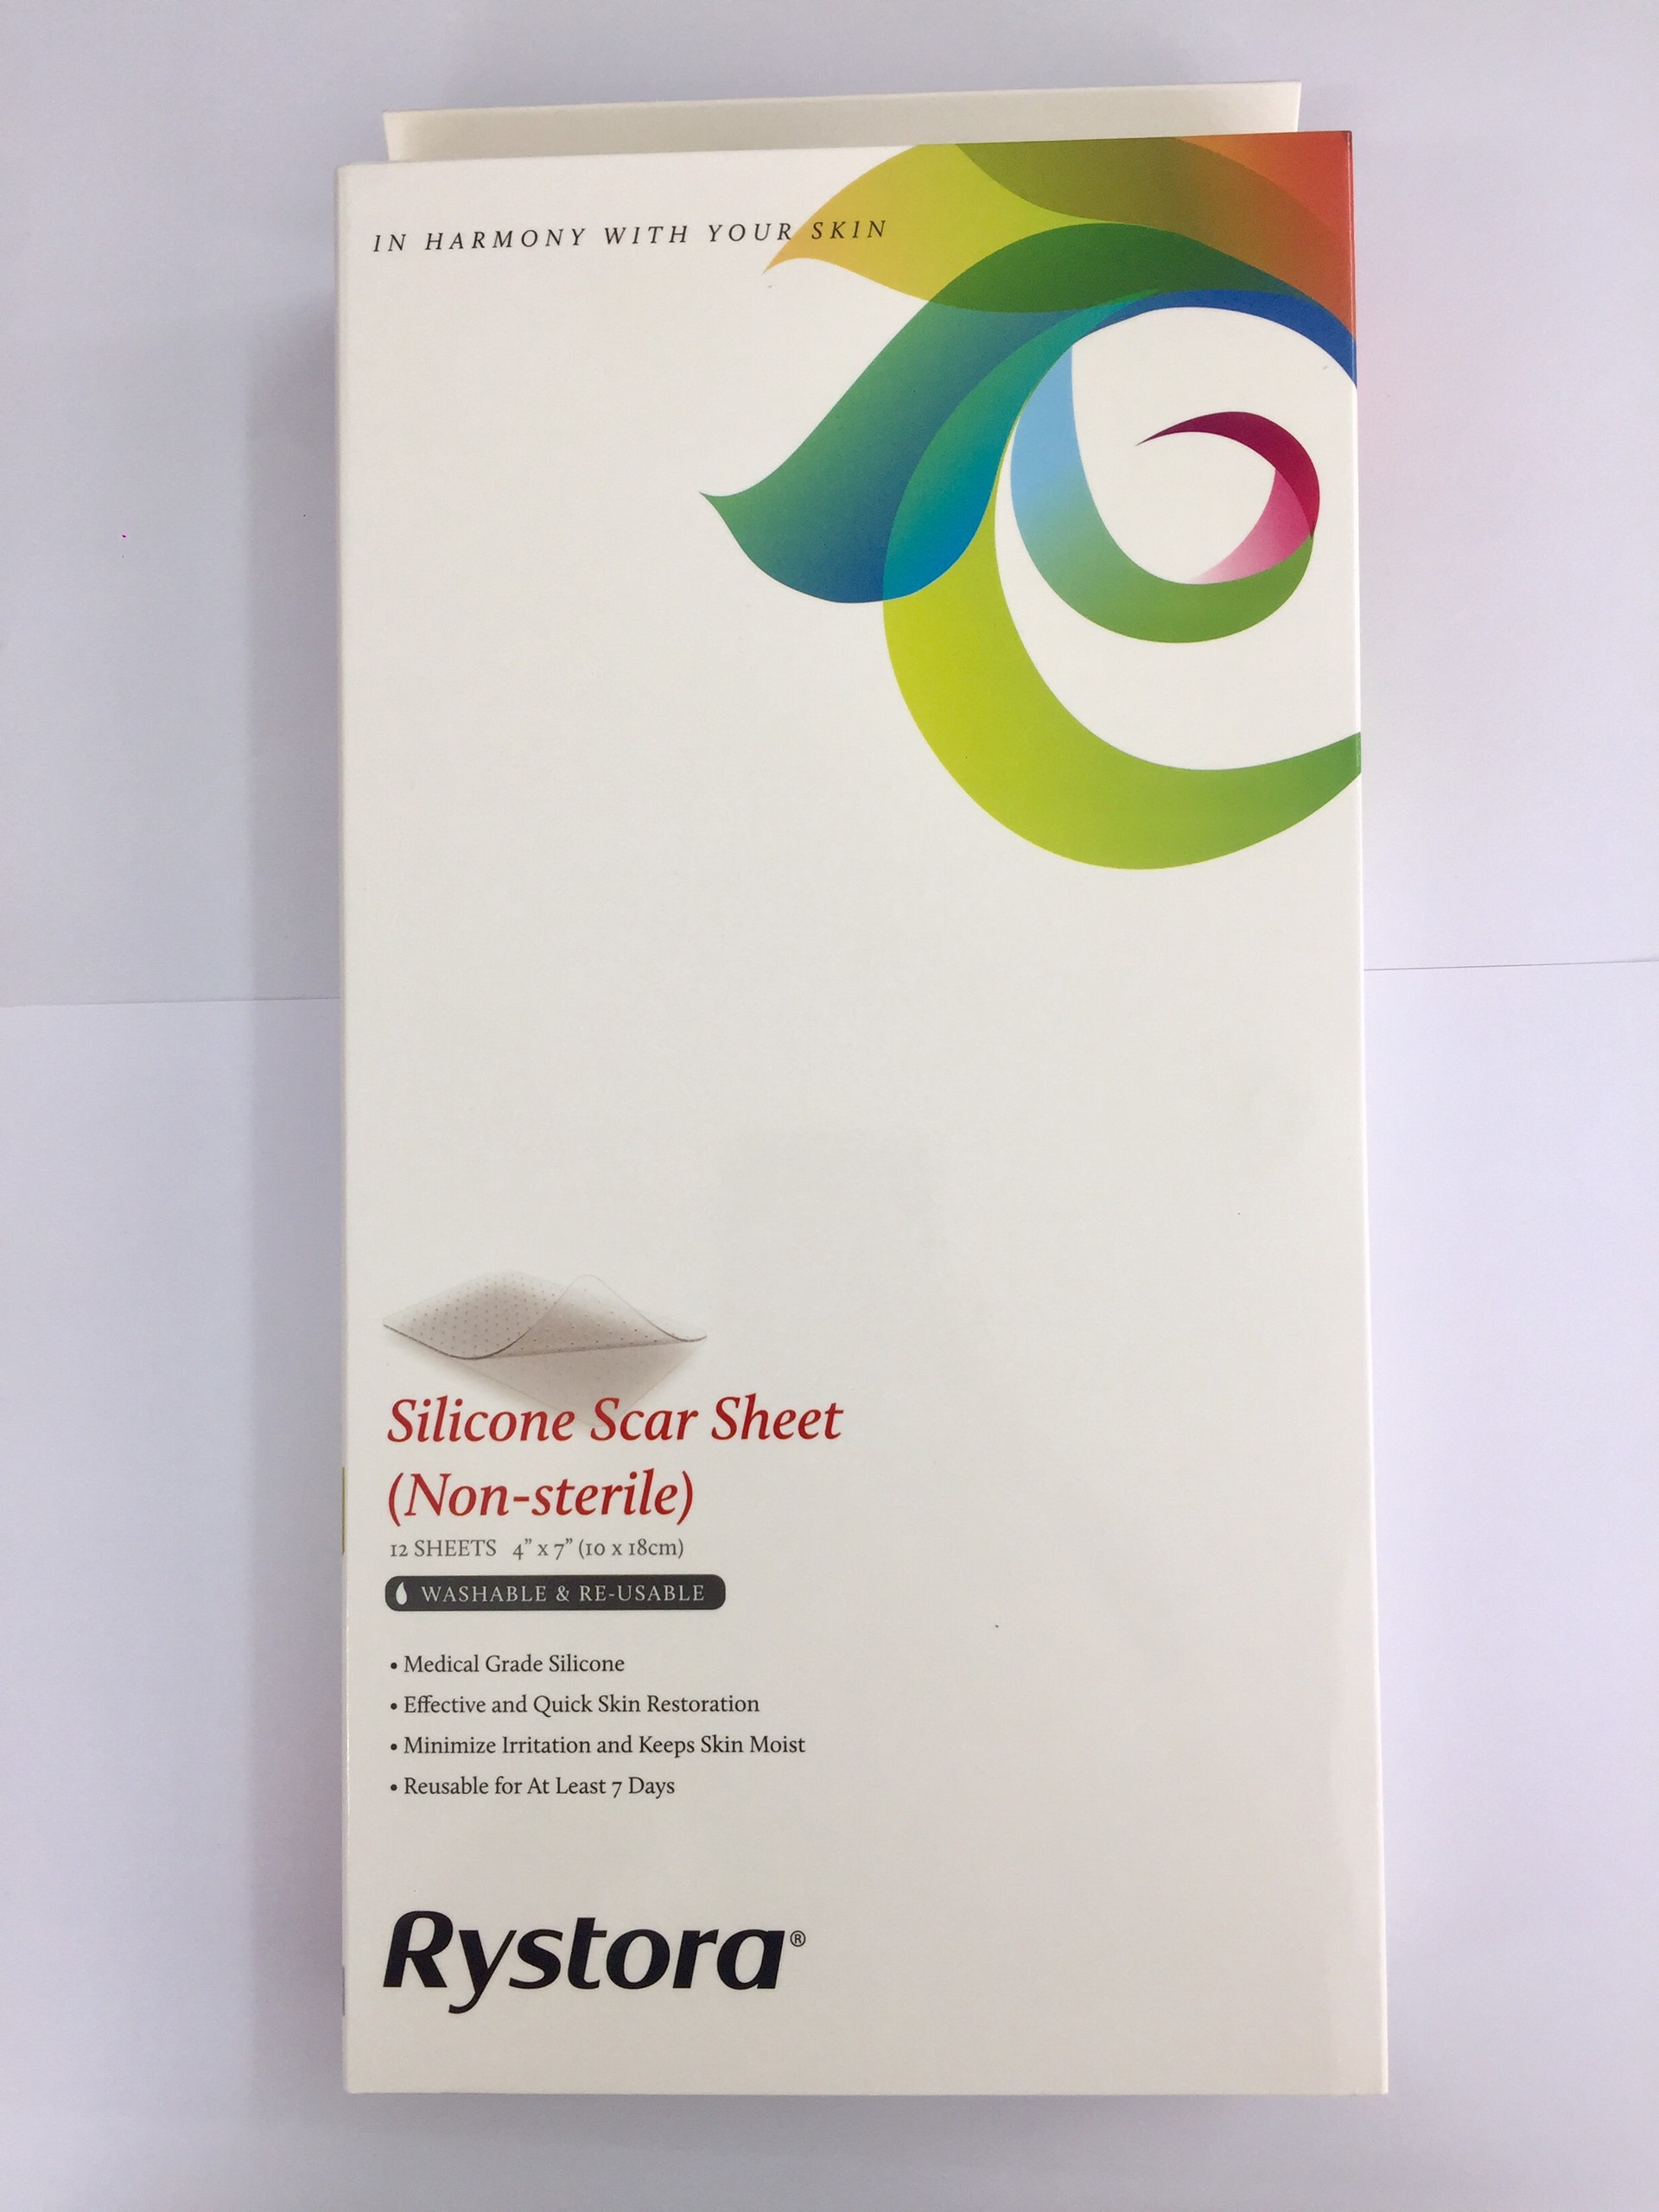 IN HARMONY WITH YOUR SKIN
Silicone Scar Sheet
(Non-sterile)
12 SHEETS 4” x 7” (10 x 18cm)
WASHABLE & RE-USABLE
• Medical Grade Silicone
• Effective and Quick Skin Restoration
• Minimize Irritation and Keeps Skin Moist
• Reusable for At Least 7 Days
Rystora®